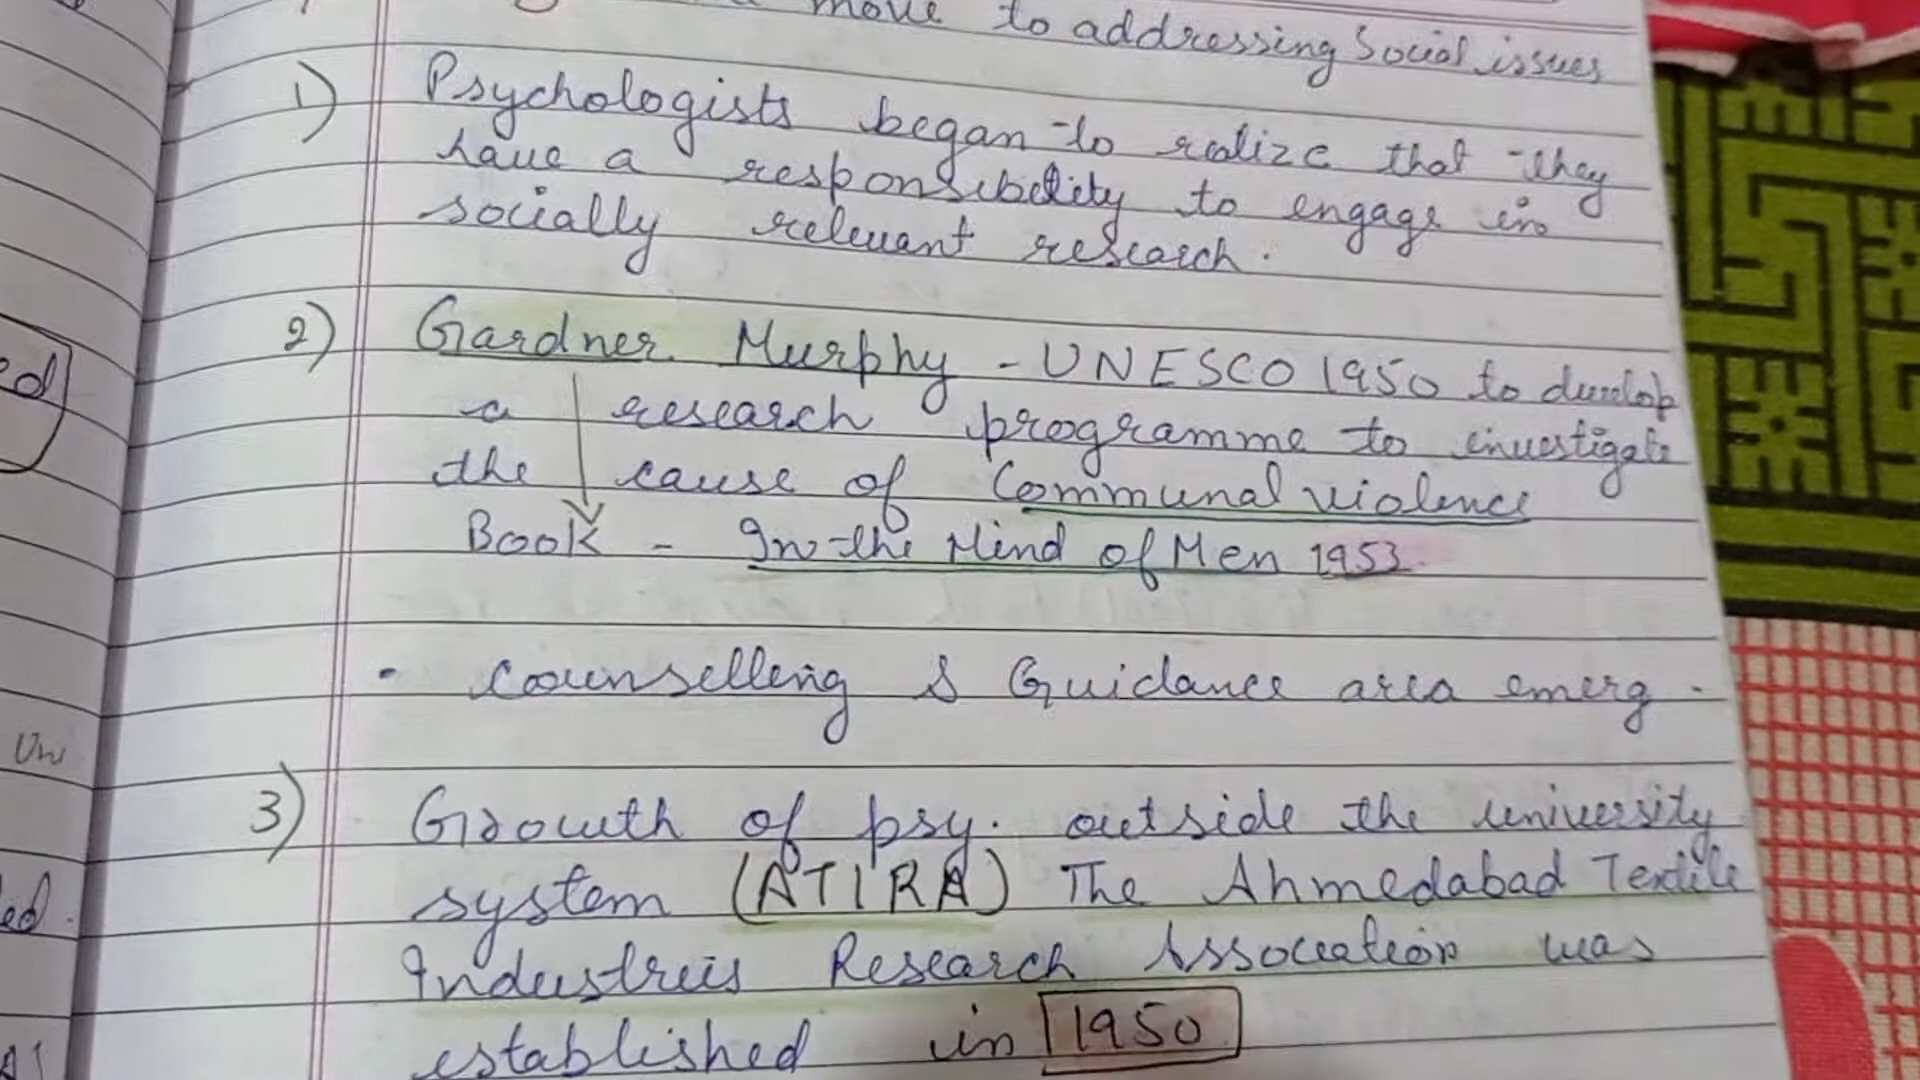 move to addressing Social issues
1) Psychologists began to realize that they
have a responsibility to engage in
socially relevant research.
2) Gardner Murphy - UNESCO 1950 to develop
a research programme to investigate
the cause of Communal violence
Book - In the Mind of Men 1953.
• Counselling & Guidance area emerg.
3) Growth of psy. outside the university
system (ATIRA) The Ahmedabad Textile
Industries Research Association was
established in 1950
ed
Un
ed.